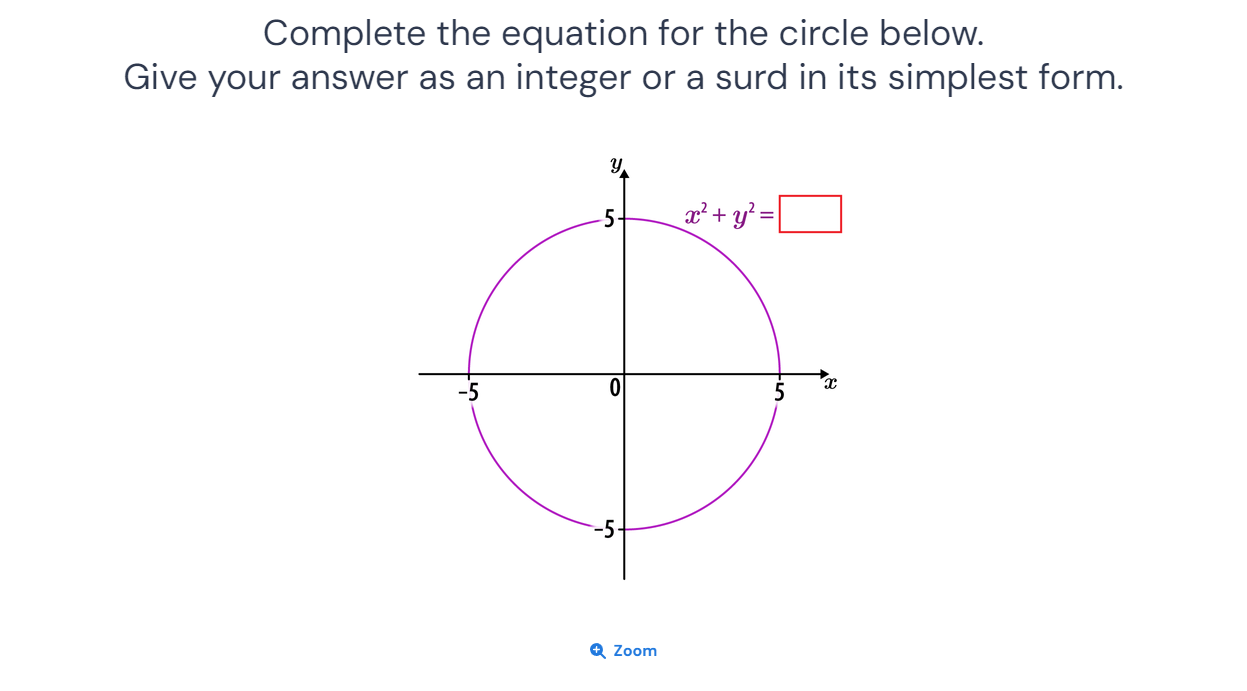 Complete the equation for the circle below.
Give your answer as an integer or a surd in its simplest form.
y
5
x² + y² =
-5
0
5
x
-5
Zoom